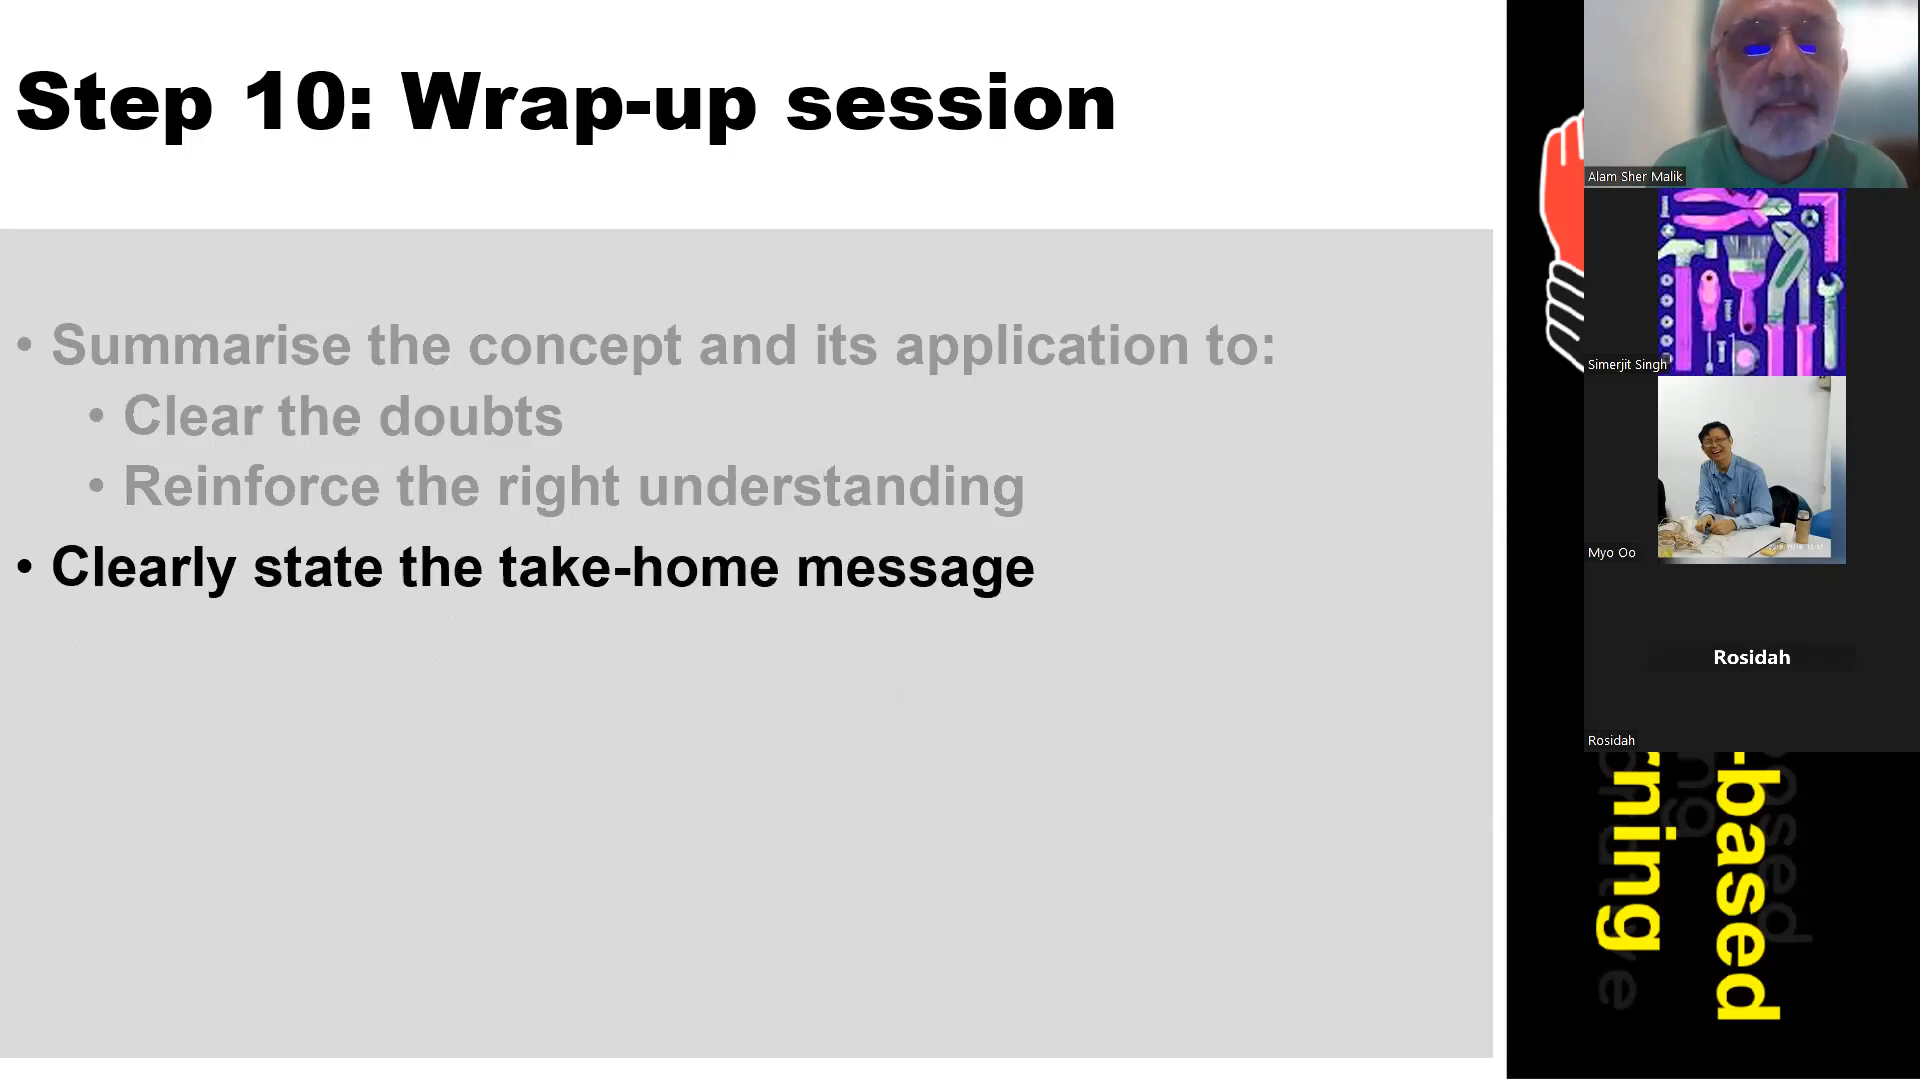 Step 10: Wrap-up session
• Summarise the concept and its application to:
• Clear the doubts
• Reinforce the right understanding
• Clearly state the take-home message
Alam Sher Malik
Simerjit Singh
Myo Oo
Rosidah
Rosidah
-based
rning